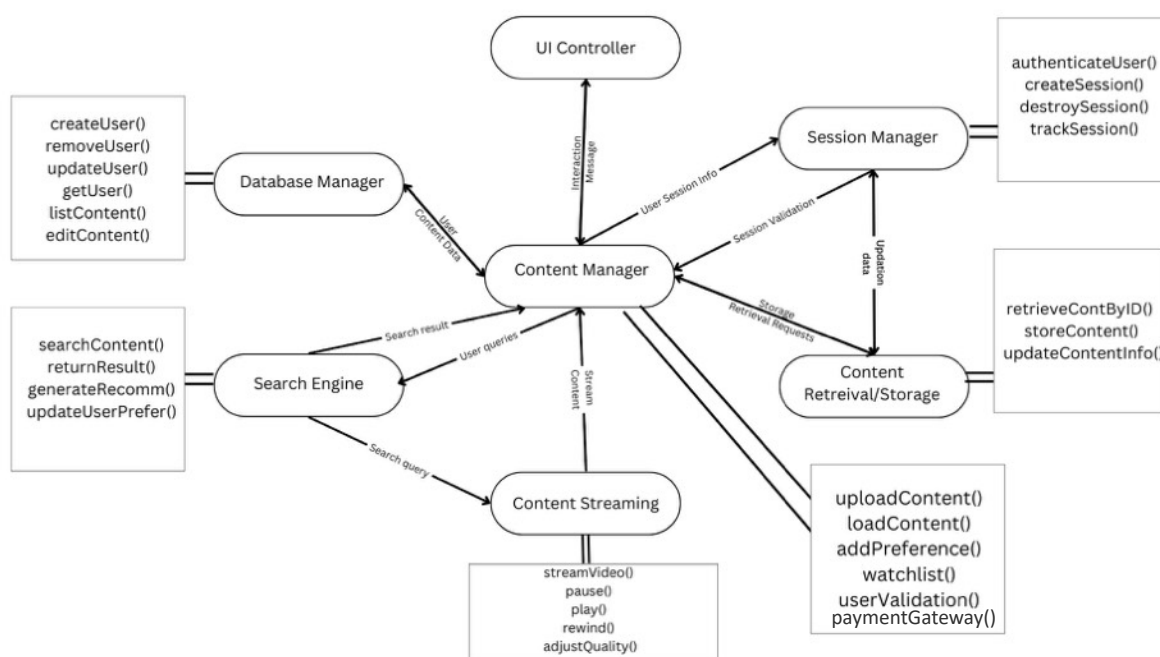 UI Controller
authenticateUser()
createSession()
destroySession()
trackSession()
Session Manager
createUser()
removeUser()
updateUser()
getUser()
listContent()
editContent()
Database Manager
Interaction
Message
User Session Info
Session Validation
User
Content Data
Updation
data
Content Manager
Storage
Retrieval Requests
retrieveContByID()
storeContent()
updateContentInfo()
Content
Retreival/Storage
Search result
User queries
searchContent()
returnResult()
generateRecomm()
updateUserPrefer()
Search Engine
Stream
Content
Search query
Content Streaming
uploadContent()
loadContent()
addPreference()
watchlist()
userValidation()
paymentGateway()
streamVideo()
pause()
play()
rewind()
adjustQuality()